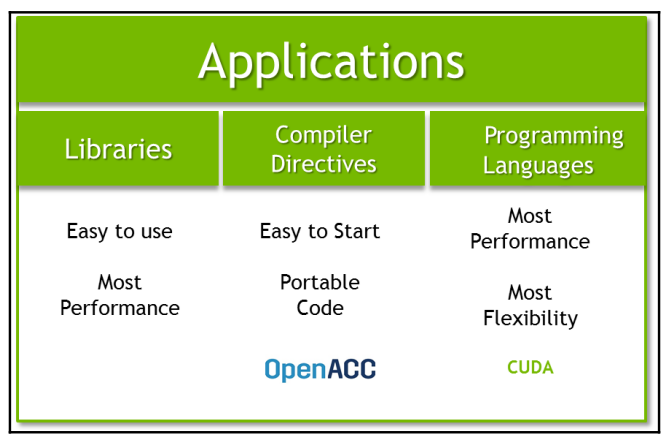 Applications
Libraries
Compiler
Directives
Programming
Languages
Easy to use
Most
Performance
Easy to Start
Portable
Code
OpenACC
Most
Performance
Most
Flexibility
CUDA